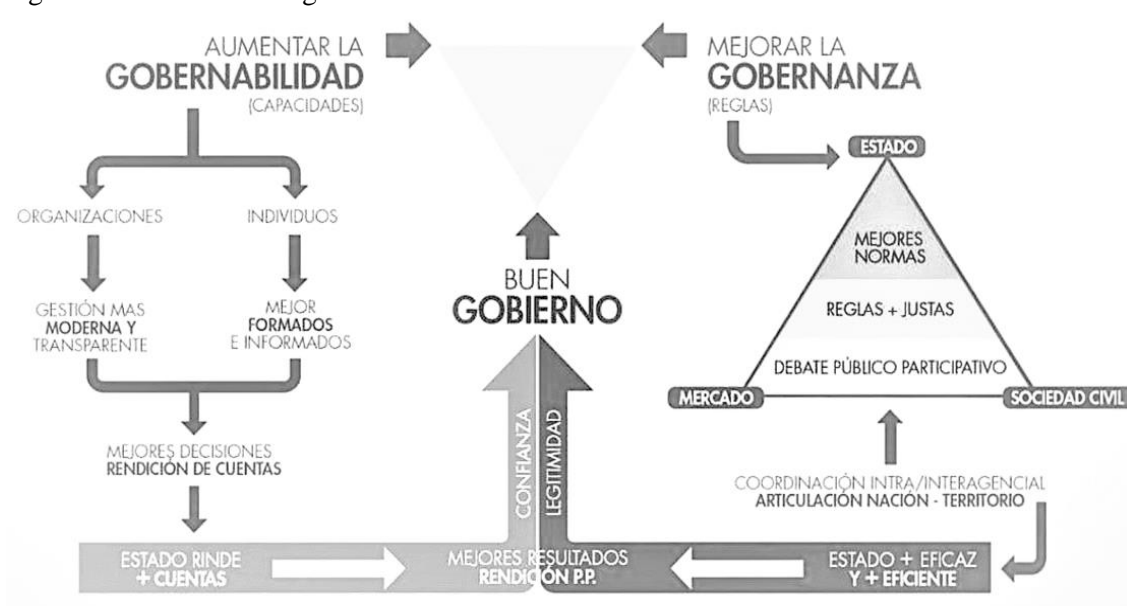 AUMENTAR LA
GOBERNABILIDAD
(CAPACIDADES)
MEJORAR LA
GOBERNANZA
(REGLAS)
ORGANIZACIONES
INDIVIDUOS
GESTIÓN MAS
MODERNA Y
TRANSPARENTE
MEJOR
FORMADOS
E INFORMADOS
MEJORES DECISIONES
RENDICIÓN DE CUENTAS
ESTADO RINDE
+ CUENTAS
BUEN
GOBIERNO
CONFIANZA
LEGITIMIDAD
MEJORES RESULTADOS
RENDICIÓN P.P.
ESTADO
MEJORES
NORMAS
REGLAS + JUSTAS
DEBATE PÚBLICO PARTICIPATIVO
MERCADO
SOCIEDAD CIVIL
COORDINACIÓN INTRA/INTERAGENCIAL
ARTICULACIÓN NACIÓN - TERRITORIO
ESTADO + EFICAZ
Y + EFICIENTE